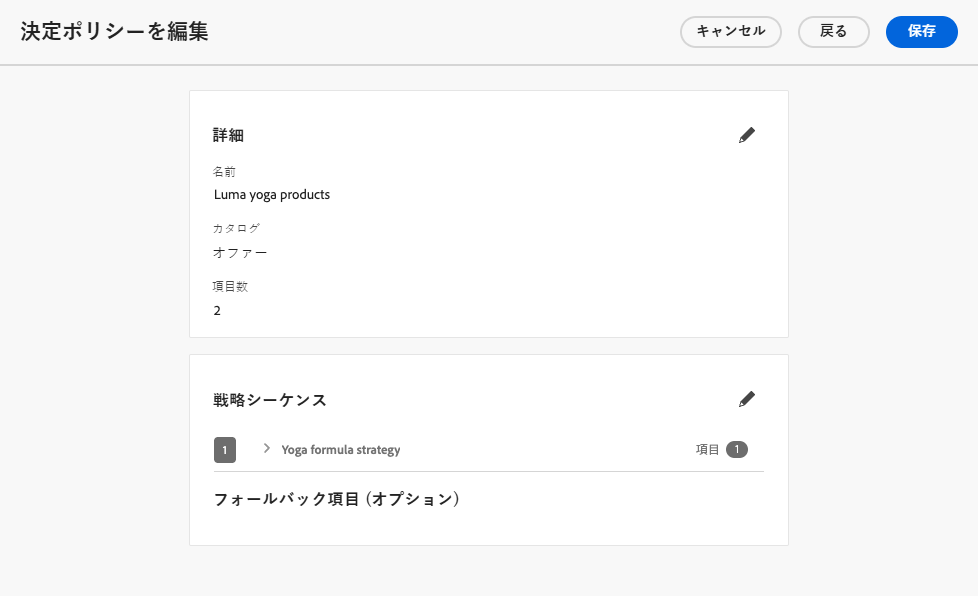 決定ポリシーを編集
キャンセル
戻る
保存
詳細
名前
Luma yoga products
カタログ
オファー
項目数
2
戦略シーケンス
1 Yoga formula strategy 項目 1
フォールバック項目 (オプション)